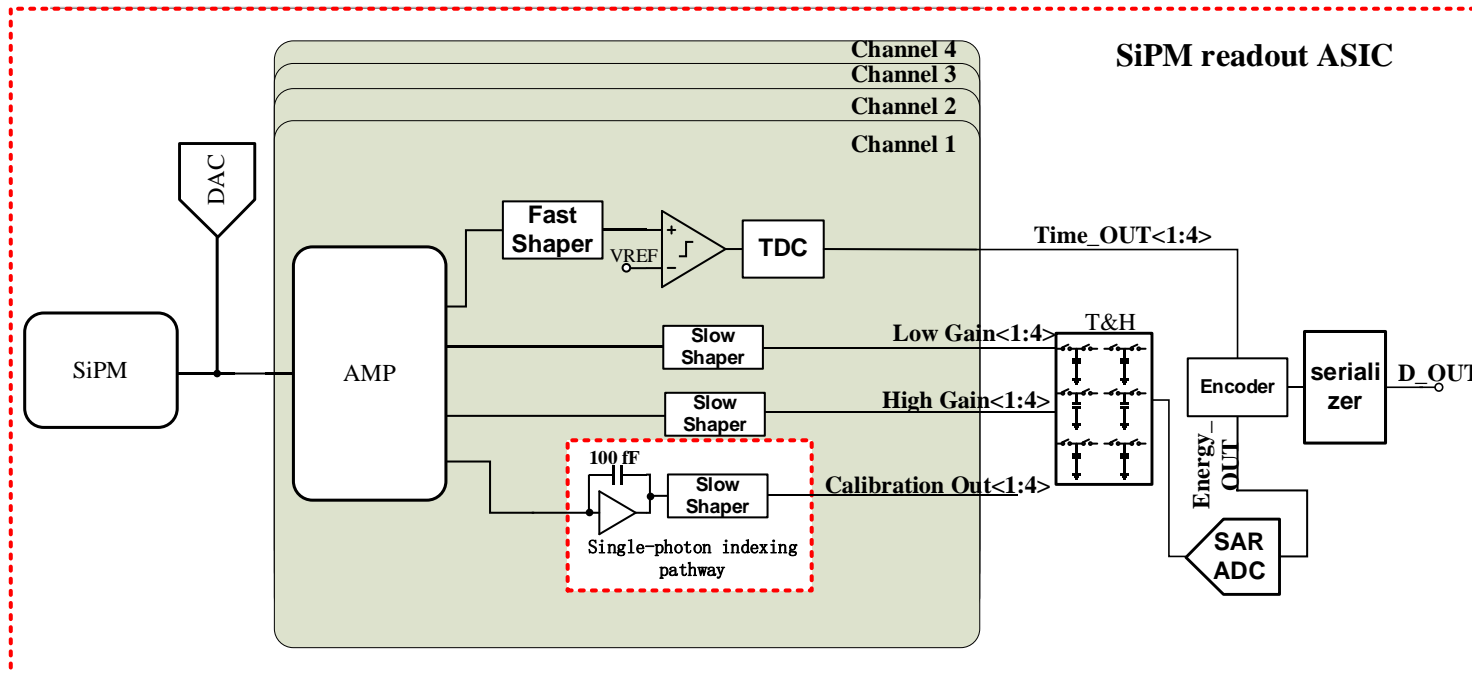 Channel 4
SiPM readout ASIC
Channel 3
Channel 2
Channel 1
DAC
Fast
Shaper
+
VREF
−
TDC
Time_OUT<1:4>
T&H
Slow
Shaper
Low Gain<1:4>
SiPM
AMP
Slow
Shaper
High Gain<1:4>
Encoder
seriali
zer
D_OUT
100 fF
Slow
Shaper
Calibration Out<1:4>
Energy_
OUT
Single-photon indexing
pathway
SAR
ADC